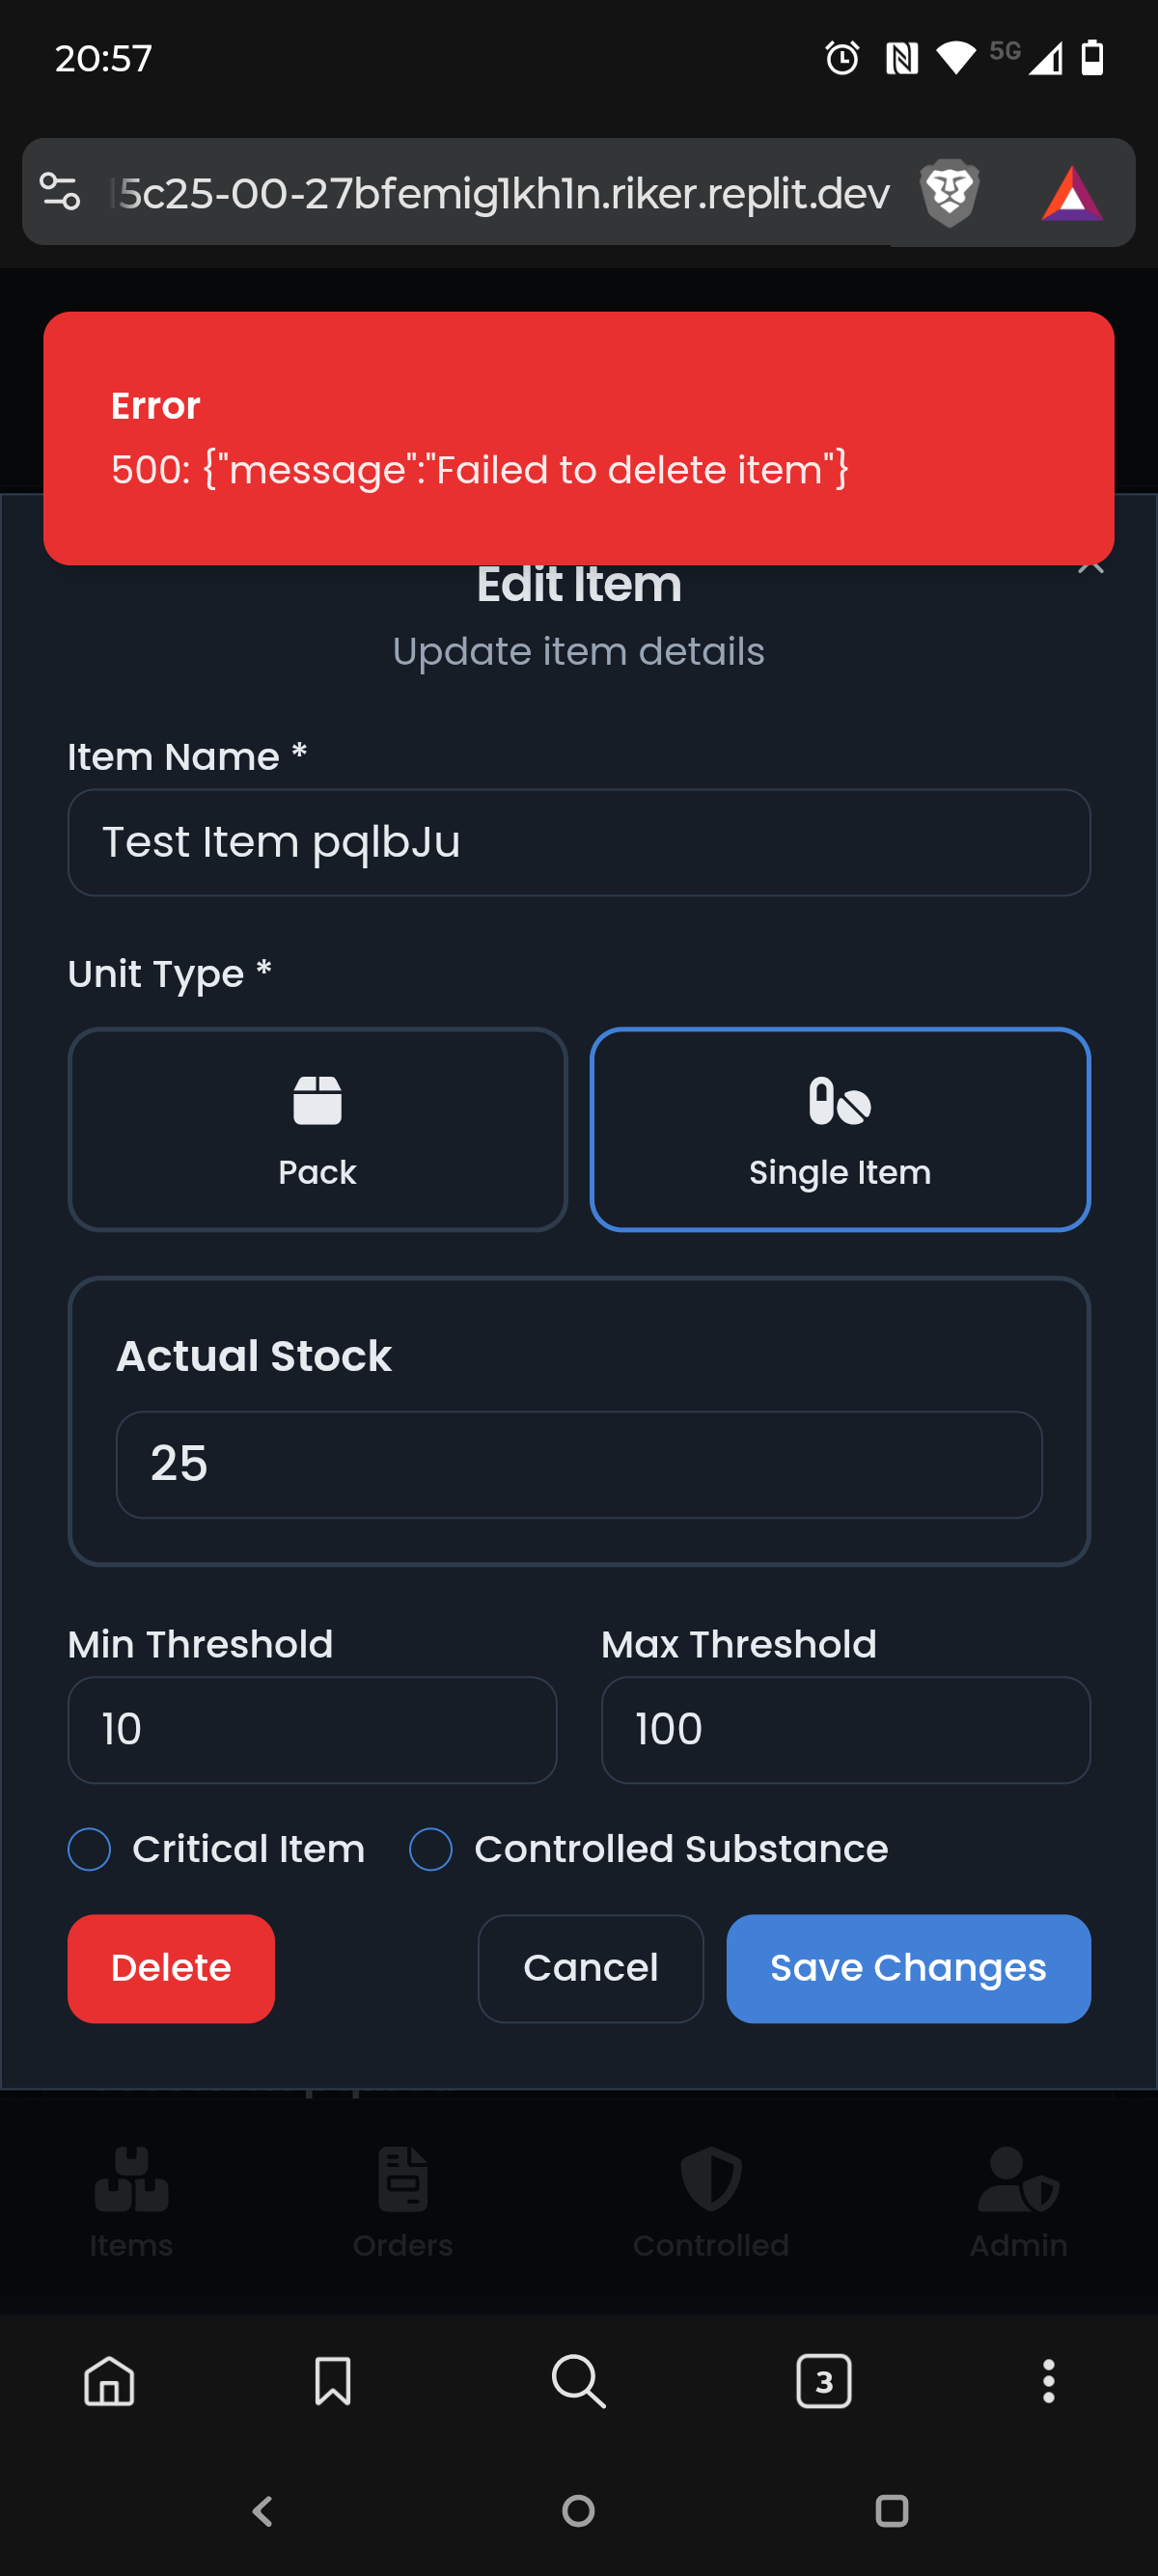 20:57
5G
5c25-00-27bfemig1kh1n.riker.replit.dev
Error
500: {"message":"Failed to delete item"}
Edit Item
Update item details
Item Name *
Test Item pqlbJu
Unit Type *
Pack
Single Item
Actual Stock
25
Min Threshold
Max Threshold
10
100
Critical Item
Controlled Substance
Delete
Cancel
Save Changes
Items
Orders
Controlled
Admin
3